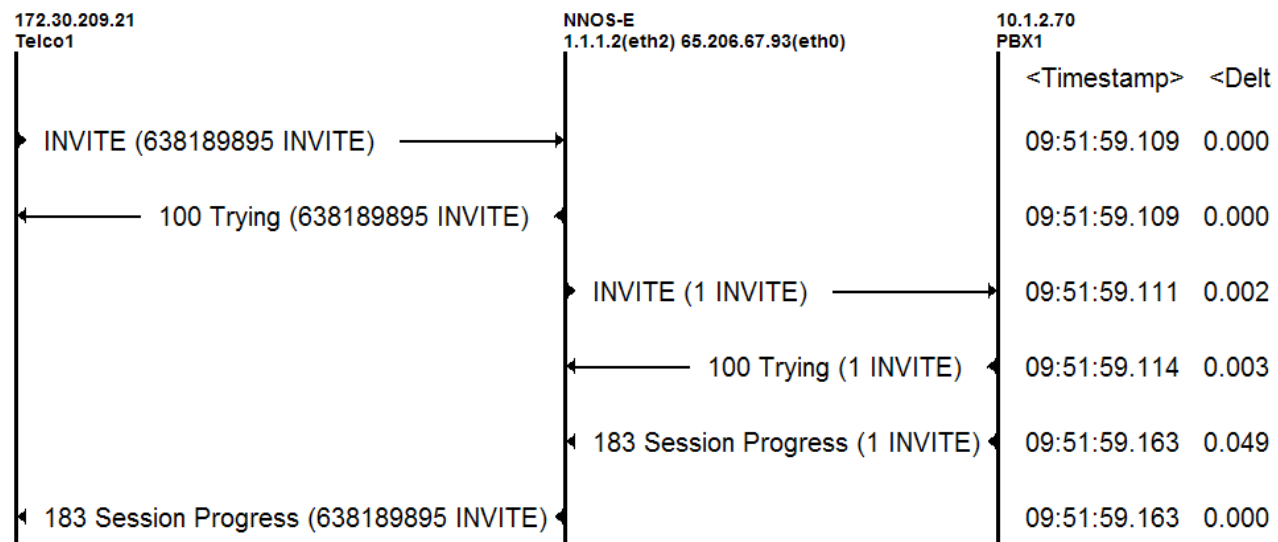 172.30.209.21 NNOS-E 10.1.2.70
Telco1 1.1.1.2(eth2) 65.206.67.93(eth0) PBX1
<Timestamp> <Delt
INVITE (638189895 INVITE) 09:51:59.109 0.000
100 Trying (638189895 INVITE) 09:51:59.109 0.000
INVITE (1 INVITE) 09:51:59.111 0.002
100 Trying (1 INVITE) 09:51:59.114 0.003
183 Session Progress (1 INVITE) 09:51:59.163 0.049
183 Session Progress (638189895 INVITE) 09:51:59.163 0.000